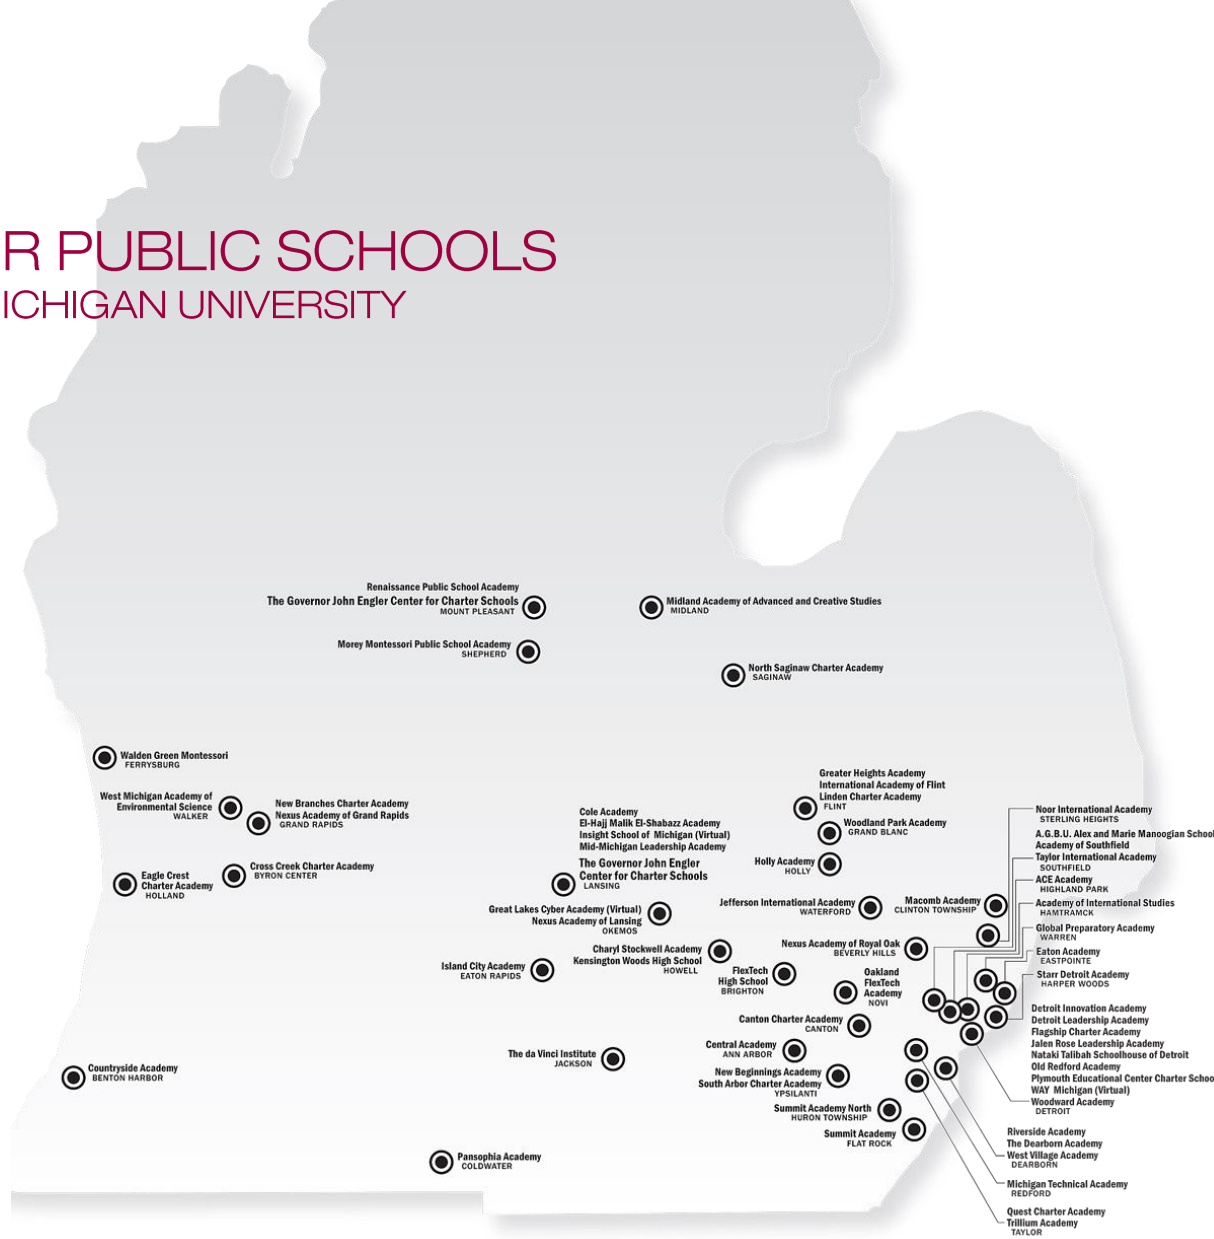 R PUBLIC SCHOOLS
ICHIGAN UNIVERSITY
Renaissance Public School Academy
The Governor John Engler Center for Charter Schools
MOUNT PLEASANT
Midland Academy of Advanced and Creative Studies
MIDLAND
Morey Montessori Public School Academy
SHEPHERD
North Saginaw Charter Academy
SAGINAW
Walden Green Montessori
FERRYSBURG
West Michigan Academy of
Environmental Science
WALKER
New Branches Charter Academy
Nexus Academy of Grand Rapids
GRAND RAPIDS
Cross Creek Charter Academy
BYRON CENTER
Eagle Crest
Charter Academy
HOLLAND
Cole Academy
El-Hajj Malik El-Shabazz Academy
Insight School of Michigan (Virtual)
Mid-Michigan Leadership Academy
The Governor John Engler
Center for Charter Schools
LANSING
Greater Heights Academy
International Academy of Flint
Linden Charter Academy
FLINT
Woodland Park Academy
GRAND BLANC
Holly Academy
HOLLY
Great Lakes Cyber Academy (Virtual)
Nexus Academy of Lansing
OKEMOS
Jefferson International Academy
WATERFORD
Macomb Academy
CLINTON TOWNSHIP
Charyl Stockwell Academy
Kensington Woods High School
HOWELL
Nexus Academy of Royal Oak
BEVERLY HILLS
Island City Academy
EATON RAPIDS
FlexTech
High School
BRIGHTON
Oakland
FlexTech
Academy
NOVI
Canton Charter Academy
CANTON
Central Academy
ANN ARBOR
The da Vinci Institute
JACKSON
New Beginnings Academy
South Arbor Charter Academy
YPSILANTI
Countryside Academy
BENTON HARBOR
Summit Academy North
HURON TOWNSHIP
Summit Academy
FLAT ROCK
Pansophia Academy
COLDWATER
Noor International Academy
STERLING HEIGHTS
A.G.B.U. Alex and Marie Manoogian School
Academy of Southfield
Taylor International Academy
SOUTHFIELD
ACE Academy
HIGHLAND PARK
Academy of International Studies
HAMTRAMCK
Global Preparatory Academy
WARREN
Eaton Academy
EASTPOINTE
Starr Detroit Academy
HARPER WOODS
Detroit Innovation Academy
Detroit Leadership Academy
Flagship Charter Academy
Jalen Rose Leadership Academy
Nataki Talibah Schoolhouse of Detroit
Old Redford Academy
Plymouth Educational Center Charter Schoo
WAY Michigan (Virtual)
Woodward Academy
DETROIT
Riverside Academy
The Dearborn Academy
West Village Academy
DEARBORN
Michigan Technical Academy
REDFORD
Quest Charter Academy
Trillium Academy
TAYLOR